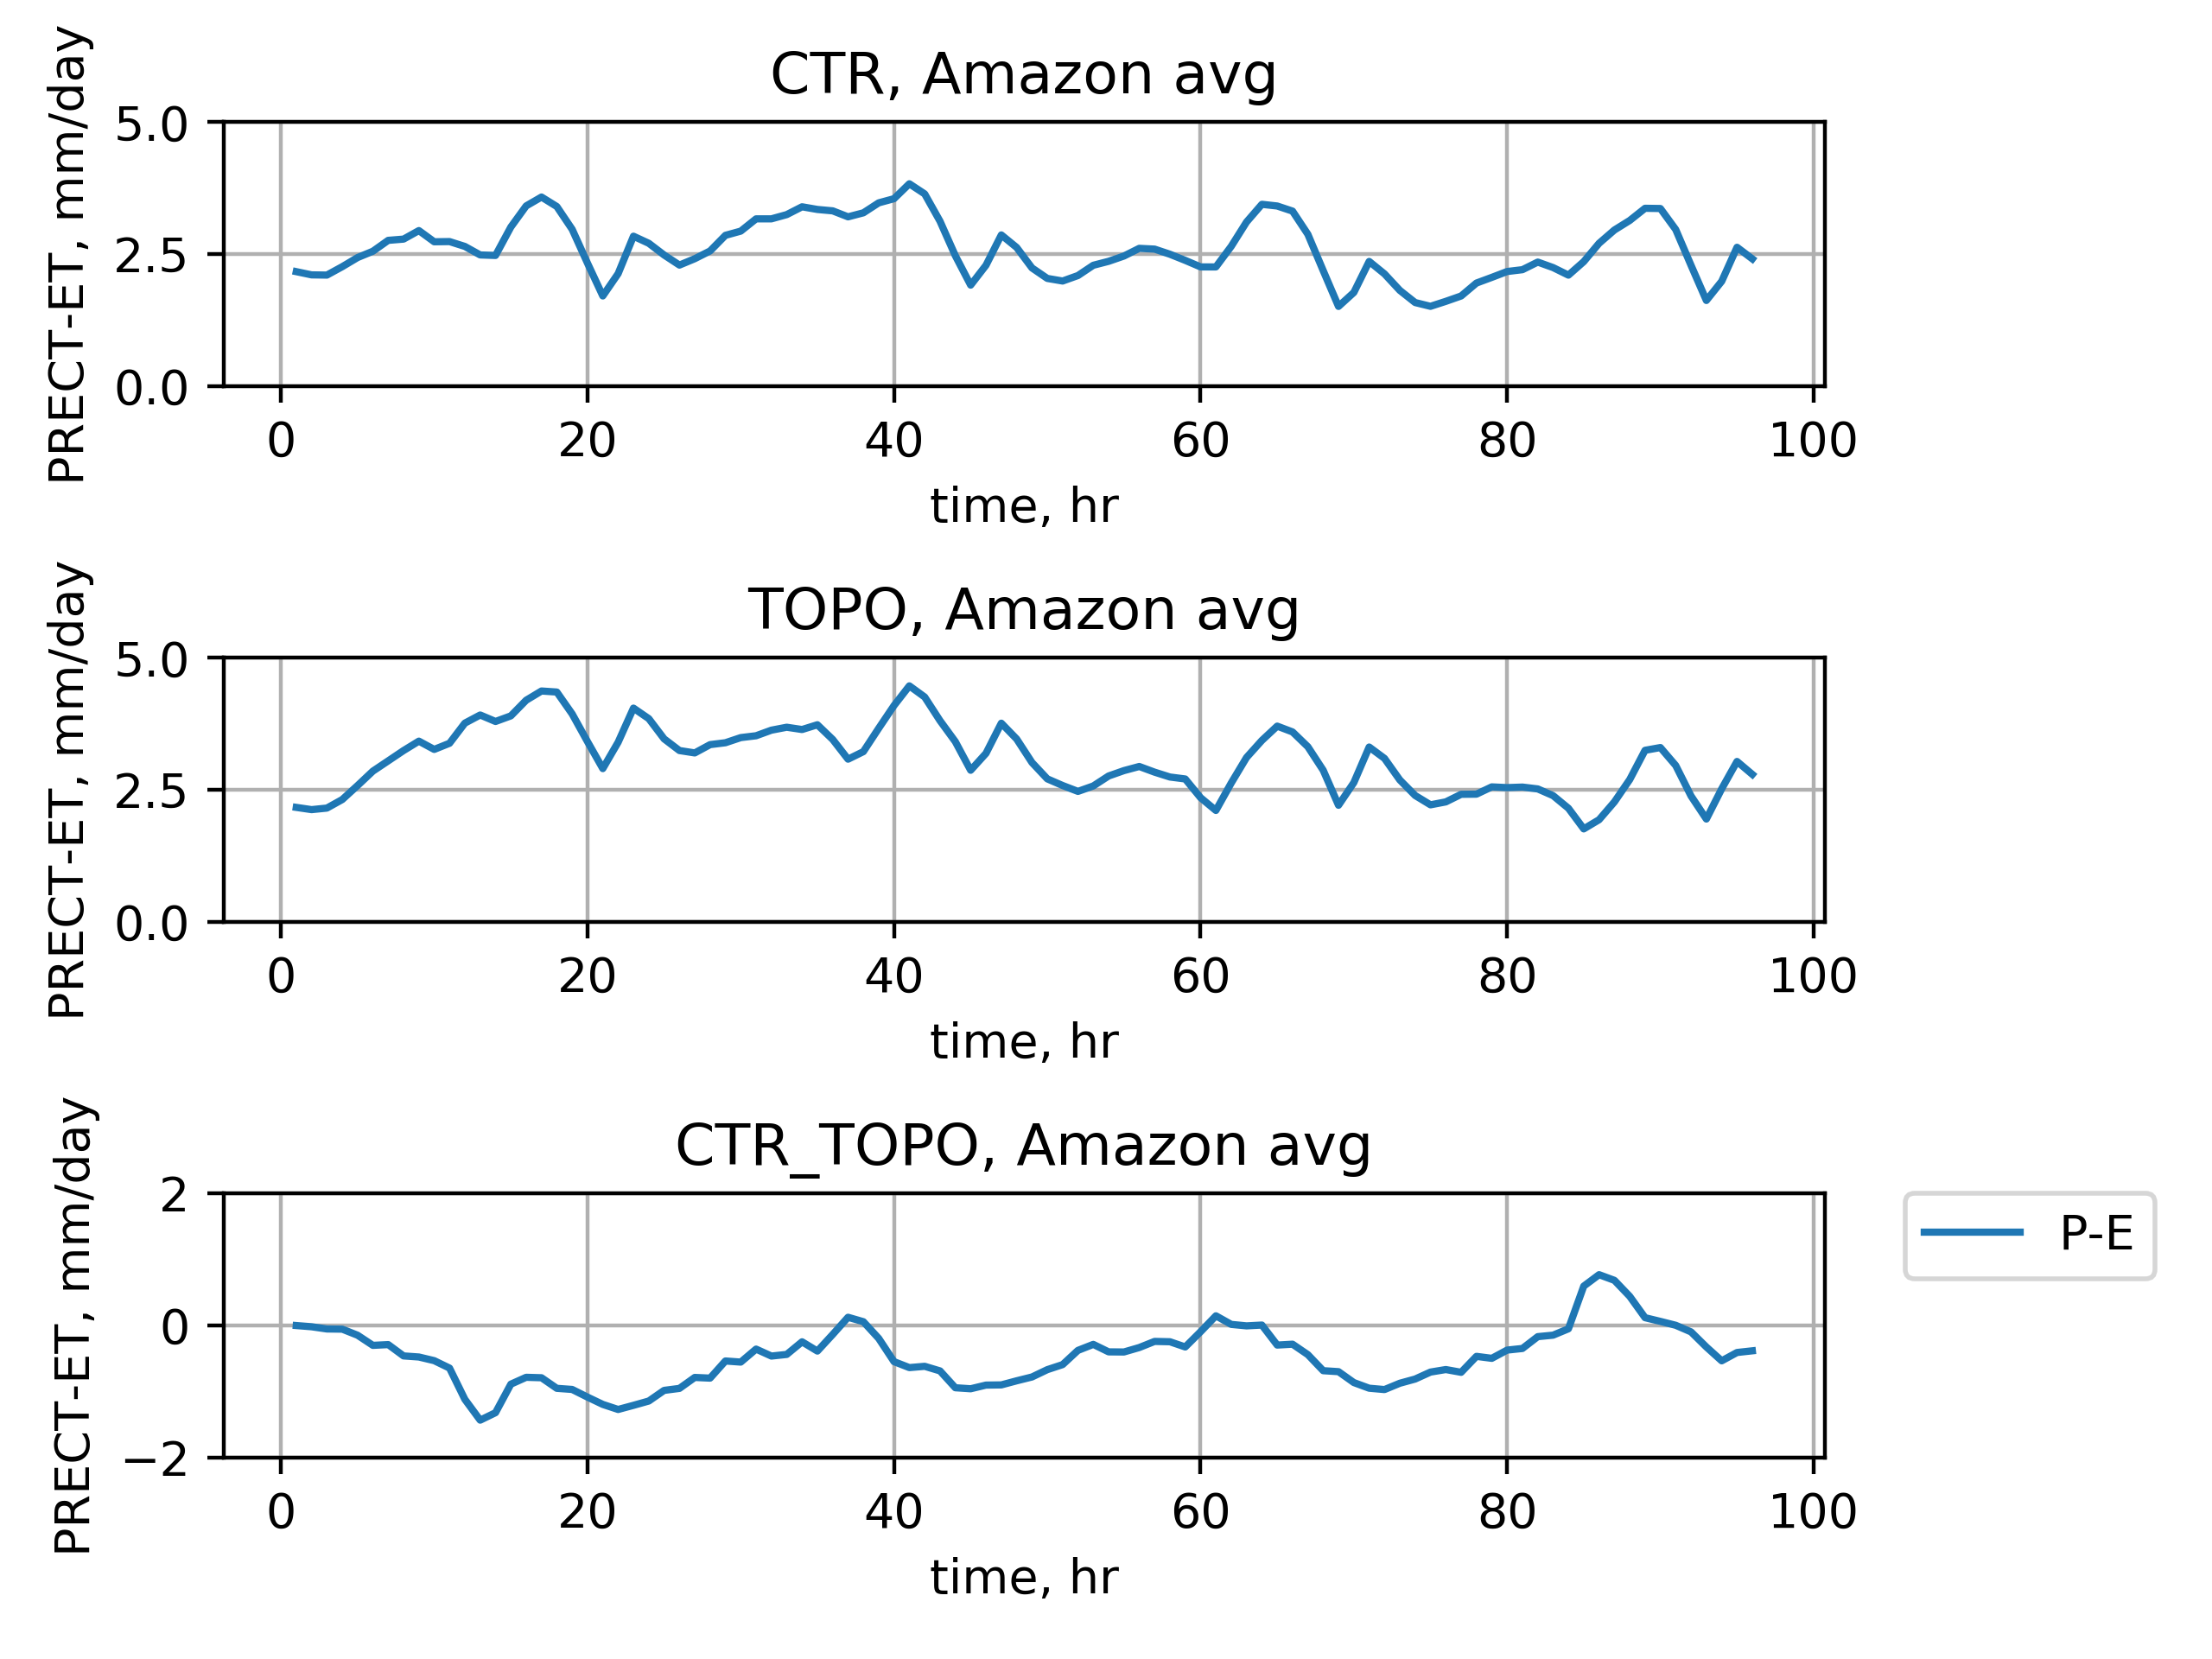 CTR, Amazon avg
PRECT-ET, mm/day
5.0
2.5
0.0
0 20 40 60 80 100
time, hr
TOPO, Amazon avg
PRECT-ET, mm/day
5.0
2.5
0.0
0 20 40 60 80 100
time, hr
CTR_TOPO, Amazon avg
PRECT-ET, mm/day
2
0
−2
0 20 40 60 80 100
time, hr
P-E